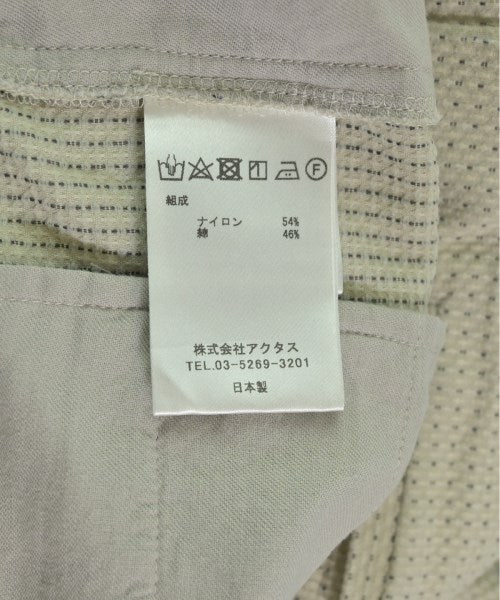 F
組成
ナイロン 54%
綿 46%
株式会社アクタス
TEL.03-5269-3201
日本製